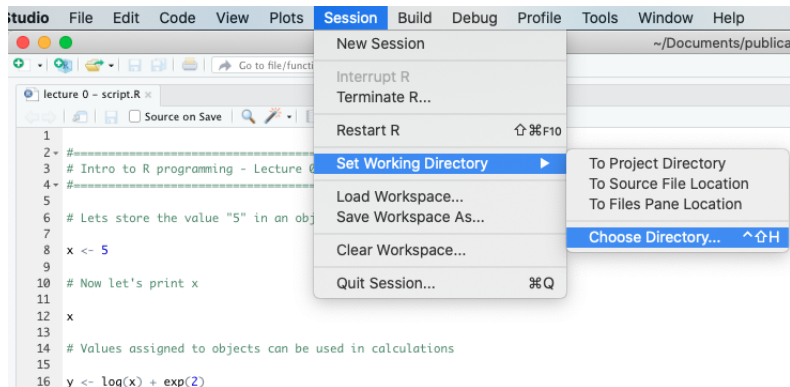 Studio File Edit Code View Plots Session Build Debug Profile Tools Window Help
~/Documents/publica
Go to file/functi
lecture 0 - script.R
Source on Save
New Session
Interrupt R
Terminate R...
Restart R ⇧⌘F10
Set Working Directory ▶
To Project Directory
To Source File Location
To Files Pane Location
Choose Directory... ^⇧H
Load Workspace...
Save Workspace As...
Clear Workspace...
Quit Session... ⌘Q
1
2 #===================================
3 # Intro to R programming - Lecture 0
4 #===================================
5
6 # Lets store the value "5" in an obj
7
8 x <- 5
9
10 # Now let's print x
11
12 x
13
14 # Values assigned to objects can be used in calculations
15
16 y <- log(x) + exp(2)